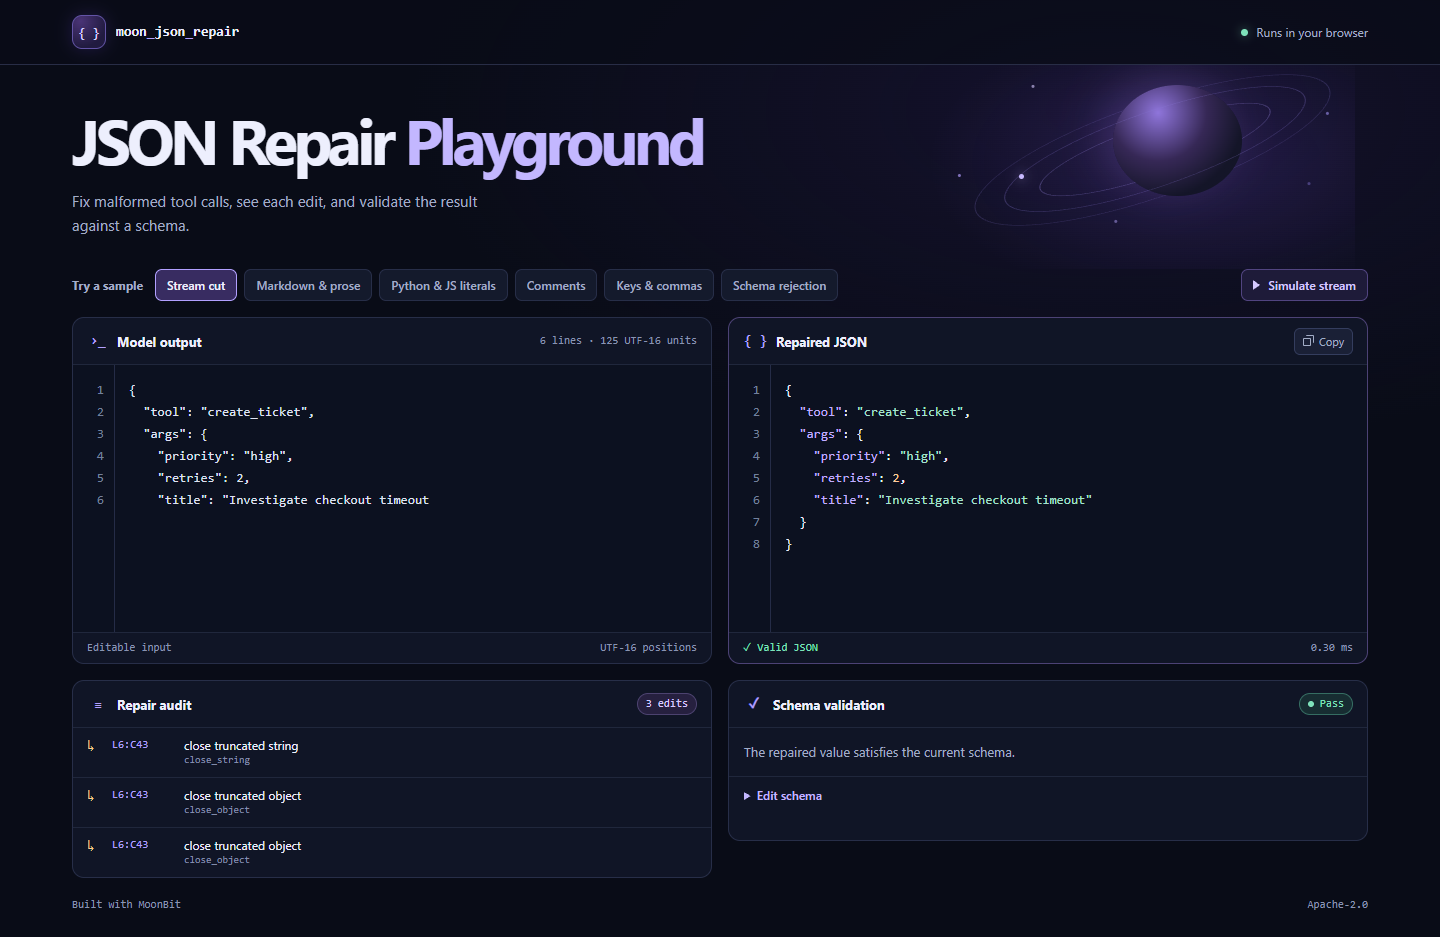 { } moon_json_repair
Runs in your browser
JSON Repair Playground
Fix malformed tool calls, see each edit, and validate the result
against a schema.
Try a sample
Stream cut
Markdown & prose
Python & JS literals
Comments
Keys & commas
Schema rejection
Simulate stream
›_ Model output
6 lines · 125 UTF-16 units
1 {
2   "tool": "create_ticket",
3   "args": {
4     "priority": "high",
5     "retries": 2,
6     "title": "Investigate checkout timeout
Editable input
UTF-16 positions
{ } Repaired JSON
Copy
1 {
2   "tool": "create_ticket",
3   "args": {
4     "priority": "high",
5     "retries": 2,
6     "title": "Investigate checkout timeout"
7   }
8 }
✓ Valid JSON
0.30 ms
≡ Repair audit
3 edits
↳ L6:C43 close truncated string
close_string
↳ L6:C43 close truncated object
close_object
↳ L6:C43 close truncated object
close_object
✓ Schema validation
Pass
The repaired value satisfies the current schema.
Edit schema
Built with MoonBit
Apache-2.0